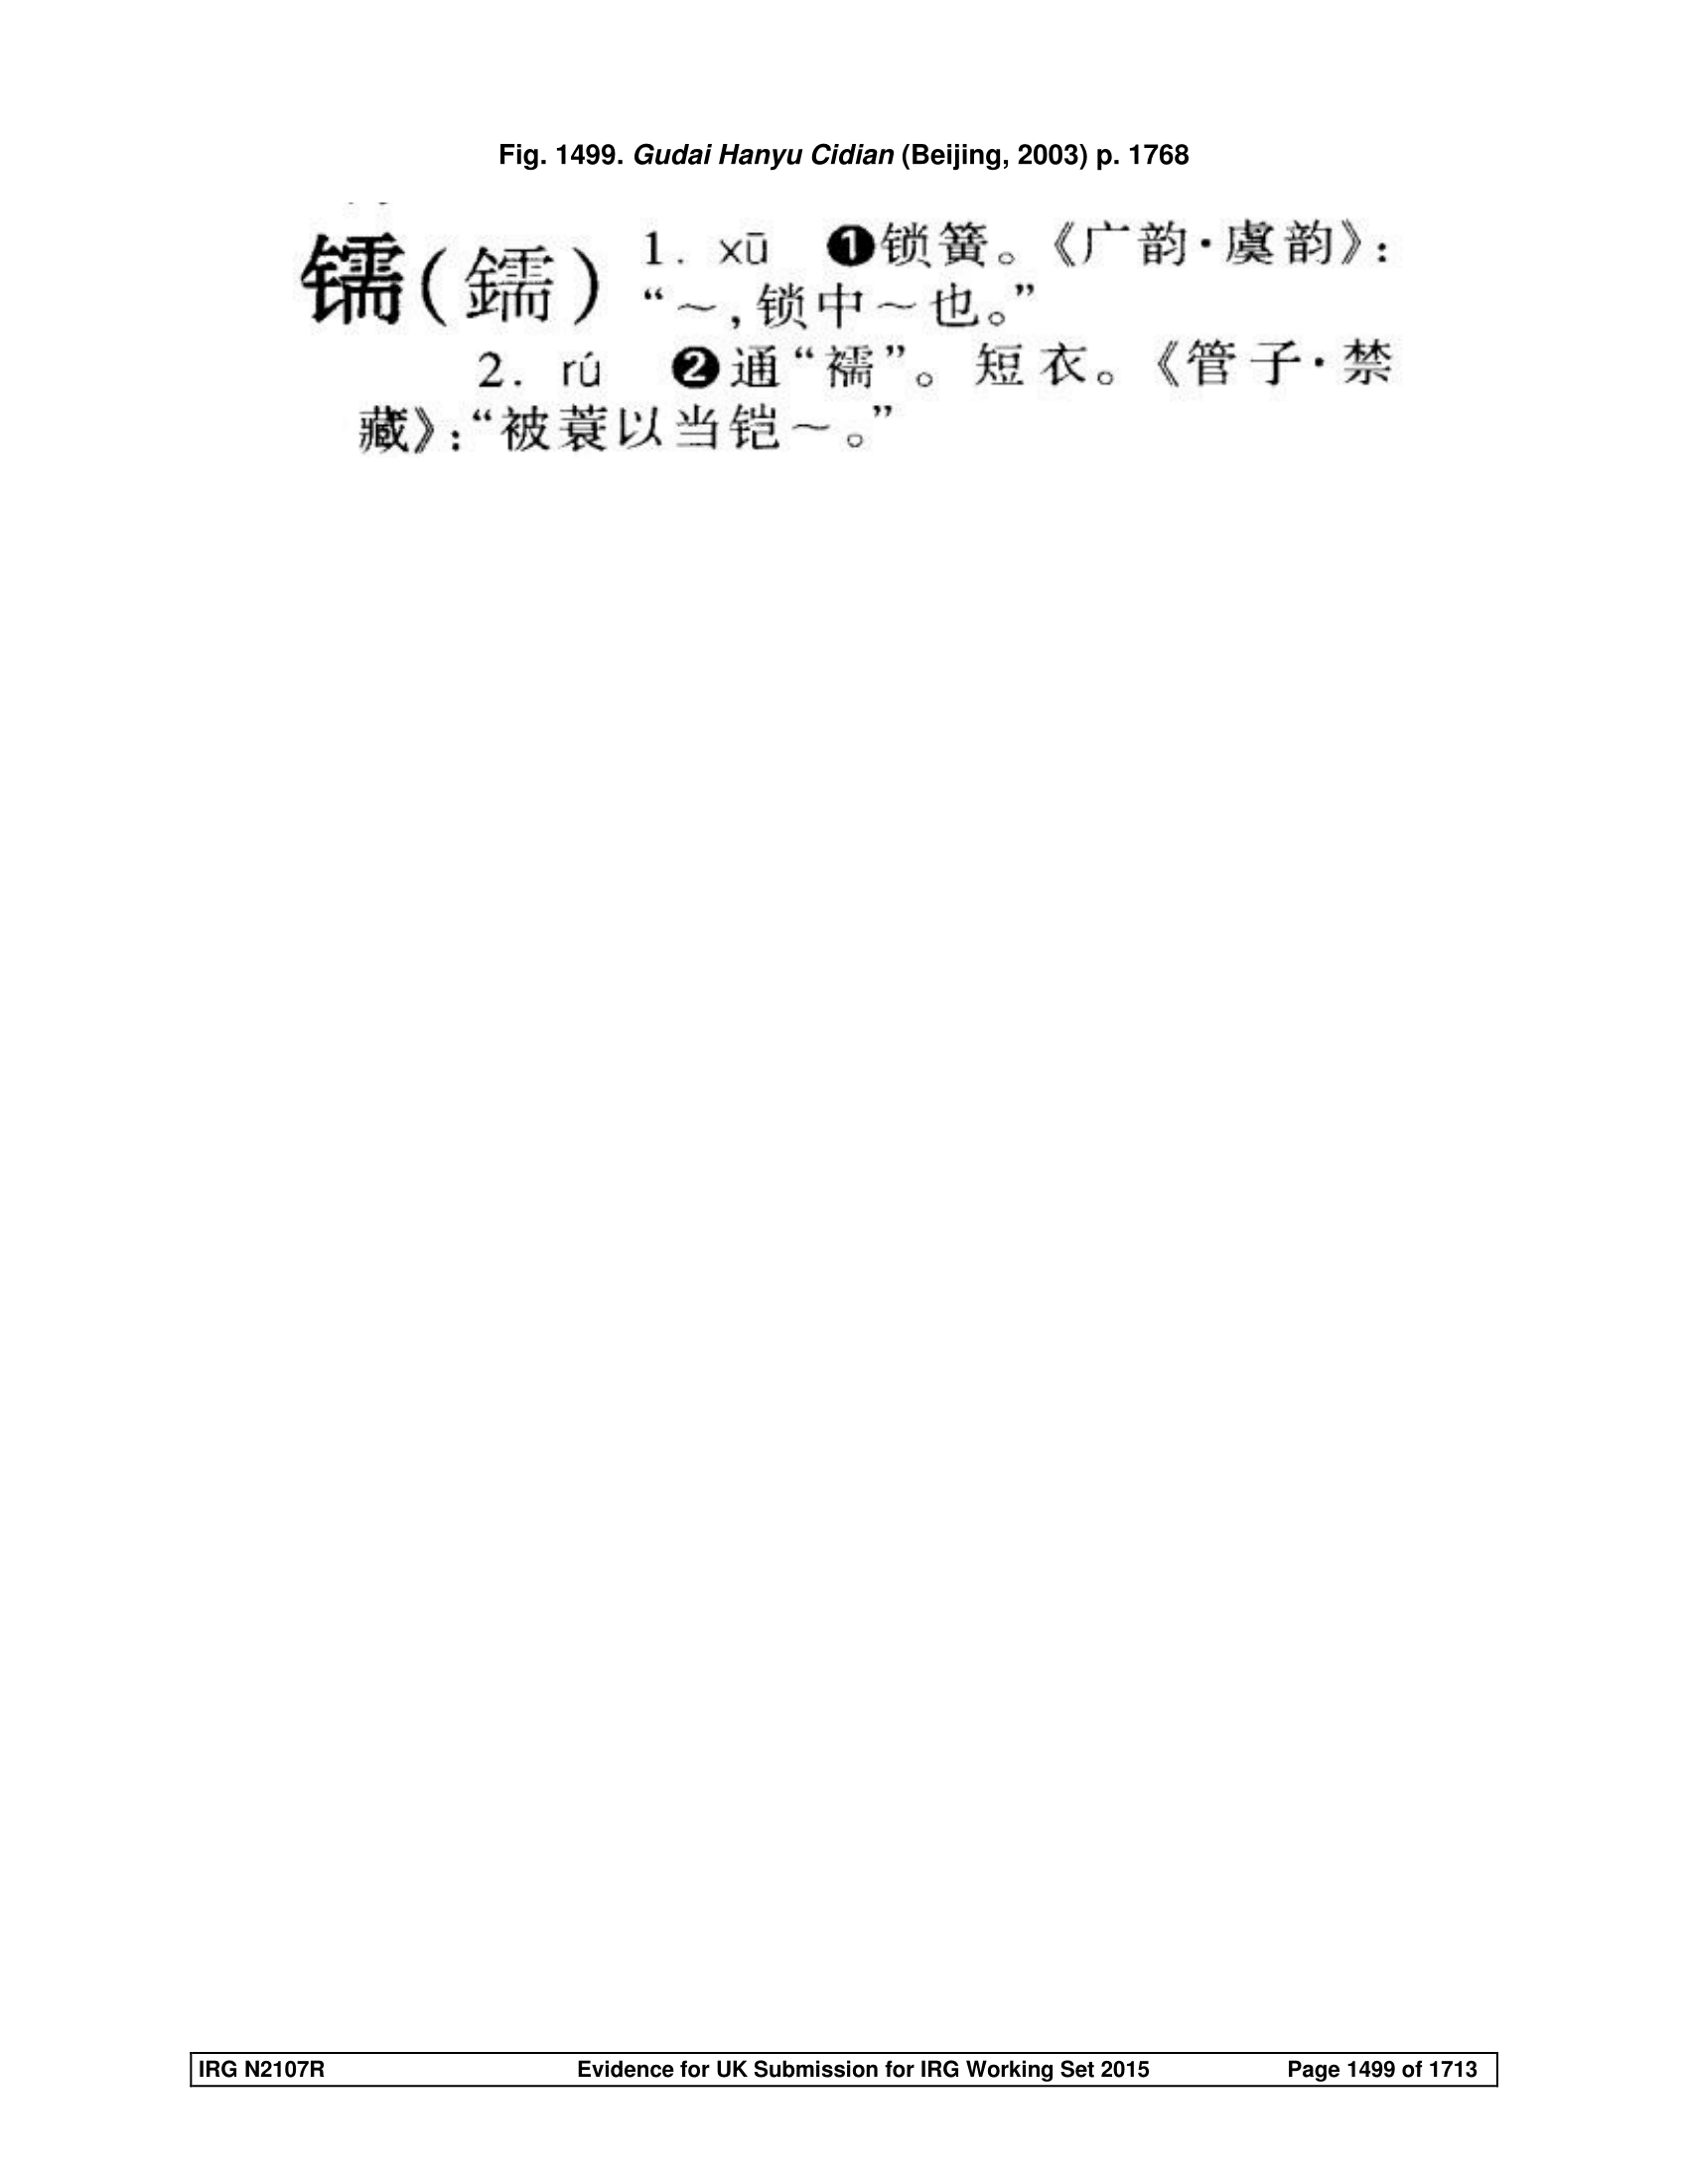 Fig. 1499. Gudai Hanyu Cidian (Beijing, 2003) p. 1768
𰾭(鑐) 1. xū ❶锁簧。《广韵·虞韵》:
“～,锁中～也。”
2. rú ❷通“襦”。短衣。《管子·禁
藏》:“被蓑以当铠～。”
IRG N2107R Evidence for UK Submission for IRG Working Set 2015 Page 1499 of 1713